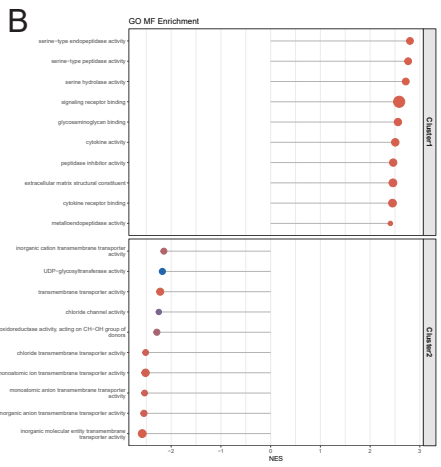 B
GO MF Enrichment
serine-type endopeptidase activity
serine-type peptidase activity
serine hydrolase activity
signaling receptor binding
glycosaminoglycan binding
cytokine activity
peptidase inhibitor activity
extracellular matrix structural constituent
cytokine receptor binding
metalloendopeptidase activity
Cluster1
inorganic cation transmembrane transporter
activity
UDP-glycosyltransferase activity
transmembrane transporter activity
chloride channel activity
oxidoreductase activity, acting on CH-OH group of
donors
chloride transmembrane transporter activity
monoatomic ion transmembrane transporter activity
monoatomic anion transmembrane transporter
activity
inorganic anion transmembrane transporter activity
inorganic molecular entity transmembrane
transporter activity
Cluster2
-2 -1 0 1 2 3
NES